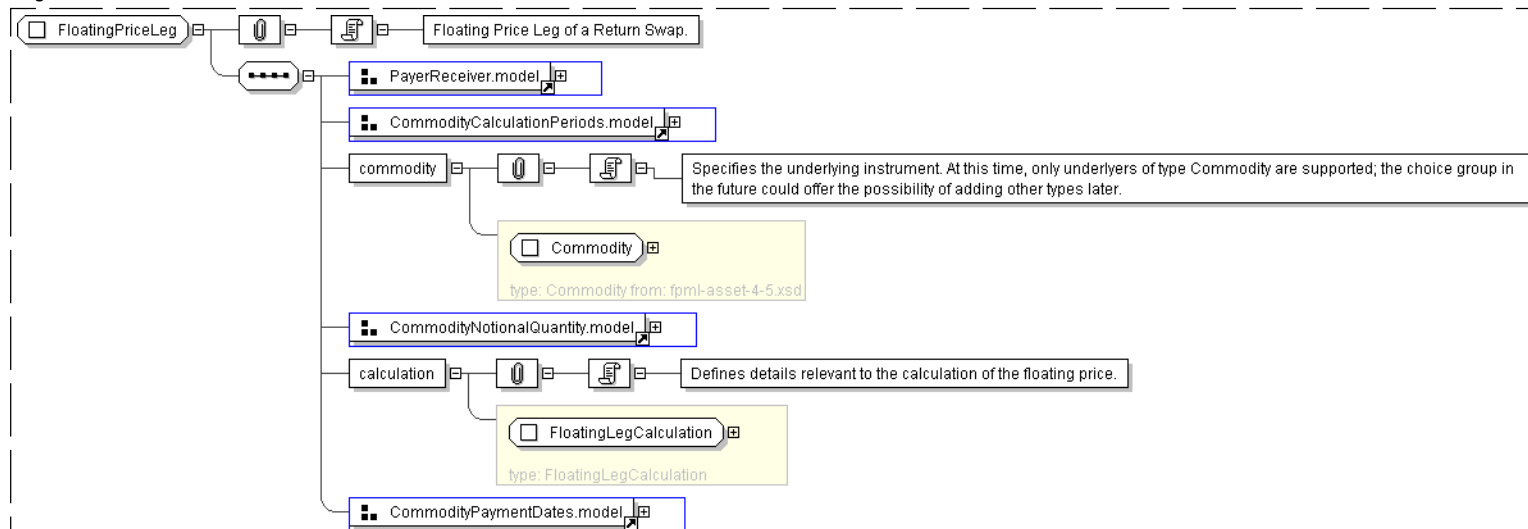 FloatingPriceLeg
Floating Price Leg of a Return Swap.
PayerReceiver.model
CommodityCalculationPeriods.model
commodity
Specifies the underlying instrument. At this time, only underlyers of type Commodity are supported; the choice group in
the future could offer the possibility of adding other types later.
Commodity
type: Commodity from: fpml-asset-4-5.xsd
CommodityNotionalQuantity.model
calculation
Defines details relevant to the calculation of the floating price.
FloatingLegCalculation
type: FloatingLegCalculation
CommodityPaymentDates.model